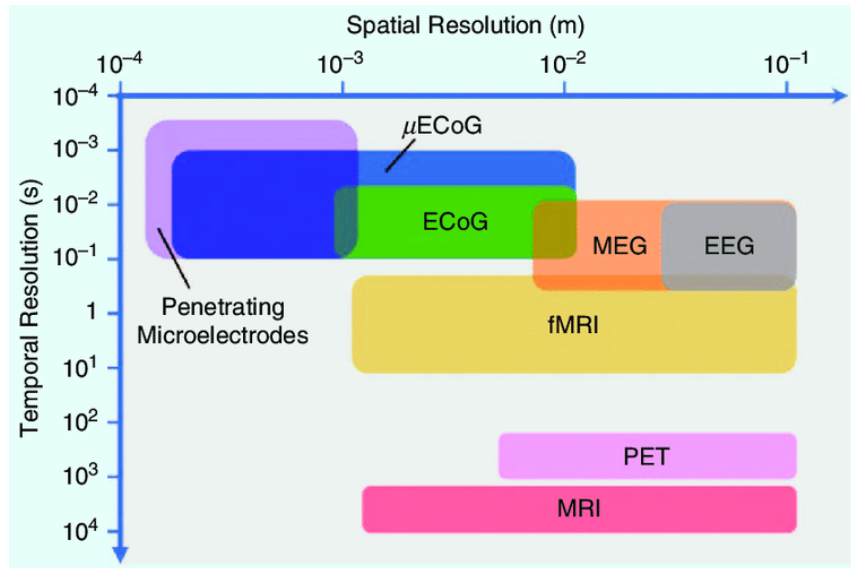 Spatial Resolution (m)
10⁻⁴ 10⁻³ 10⁻² 10⁻¹
Temporal Resolution (s)
10⁻⁴
10⁻³
10⁻²
10⁻¹
1
10¹
10²
10³
10⁴
μECoG
ECoG
MEG EEG
Penetrating
Microelectrodes
fMRI
PET
MRI